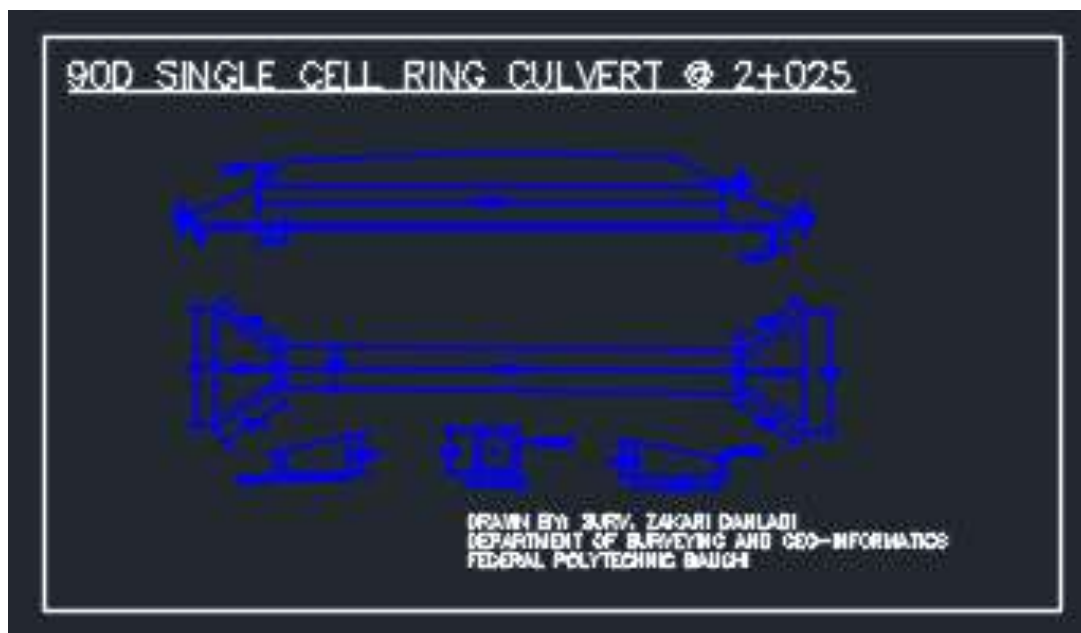 90D SINGLE CELL RING CULVERT @ 2+025
DRAWN BY: SURV. ZAKARI DANLADI
DEPARTMENT OF SURVEYING AND GEO-INFORMATICS
FEDERAL POLYTECHNIC BAUCHI